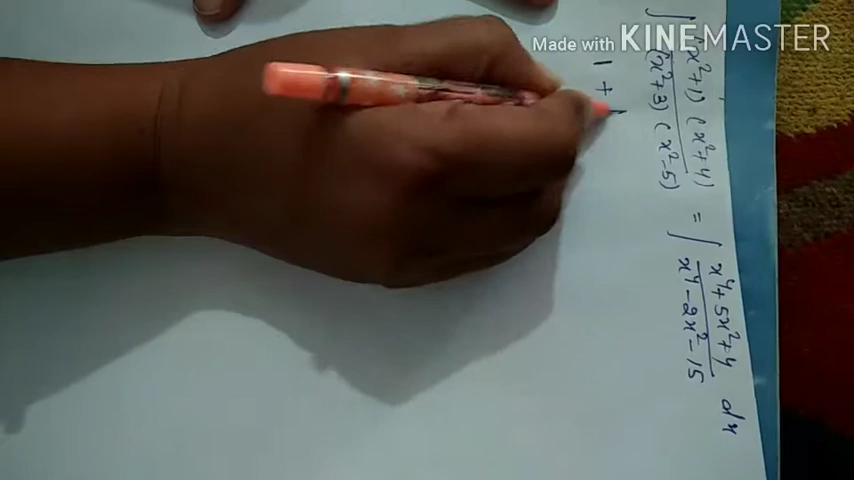 Made with KINEMASTER
∫ (x²+1) (x²+4) / (x²+3) (x²-5) = ∫ x⁴+5x²+4 / x⁴-2x²-15 dx
1 +